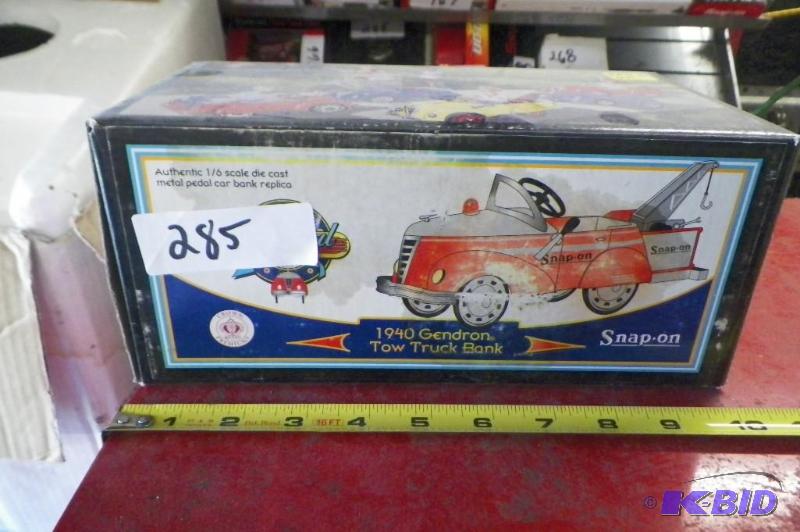 268
Authentic 1/6 scale die cast
metal pedal car bank replica
285
Snap-on
Snap-on
1940 Gendron
Tow Truck Bank
Snap-on
1 2 3 16FT 4 5 6 7 8 9 10
© K-BID